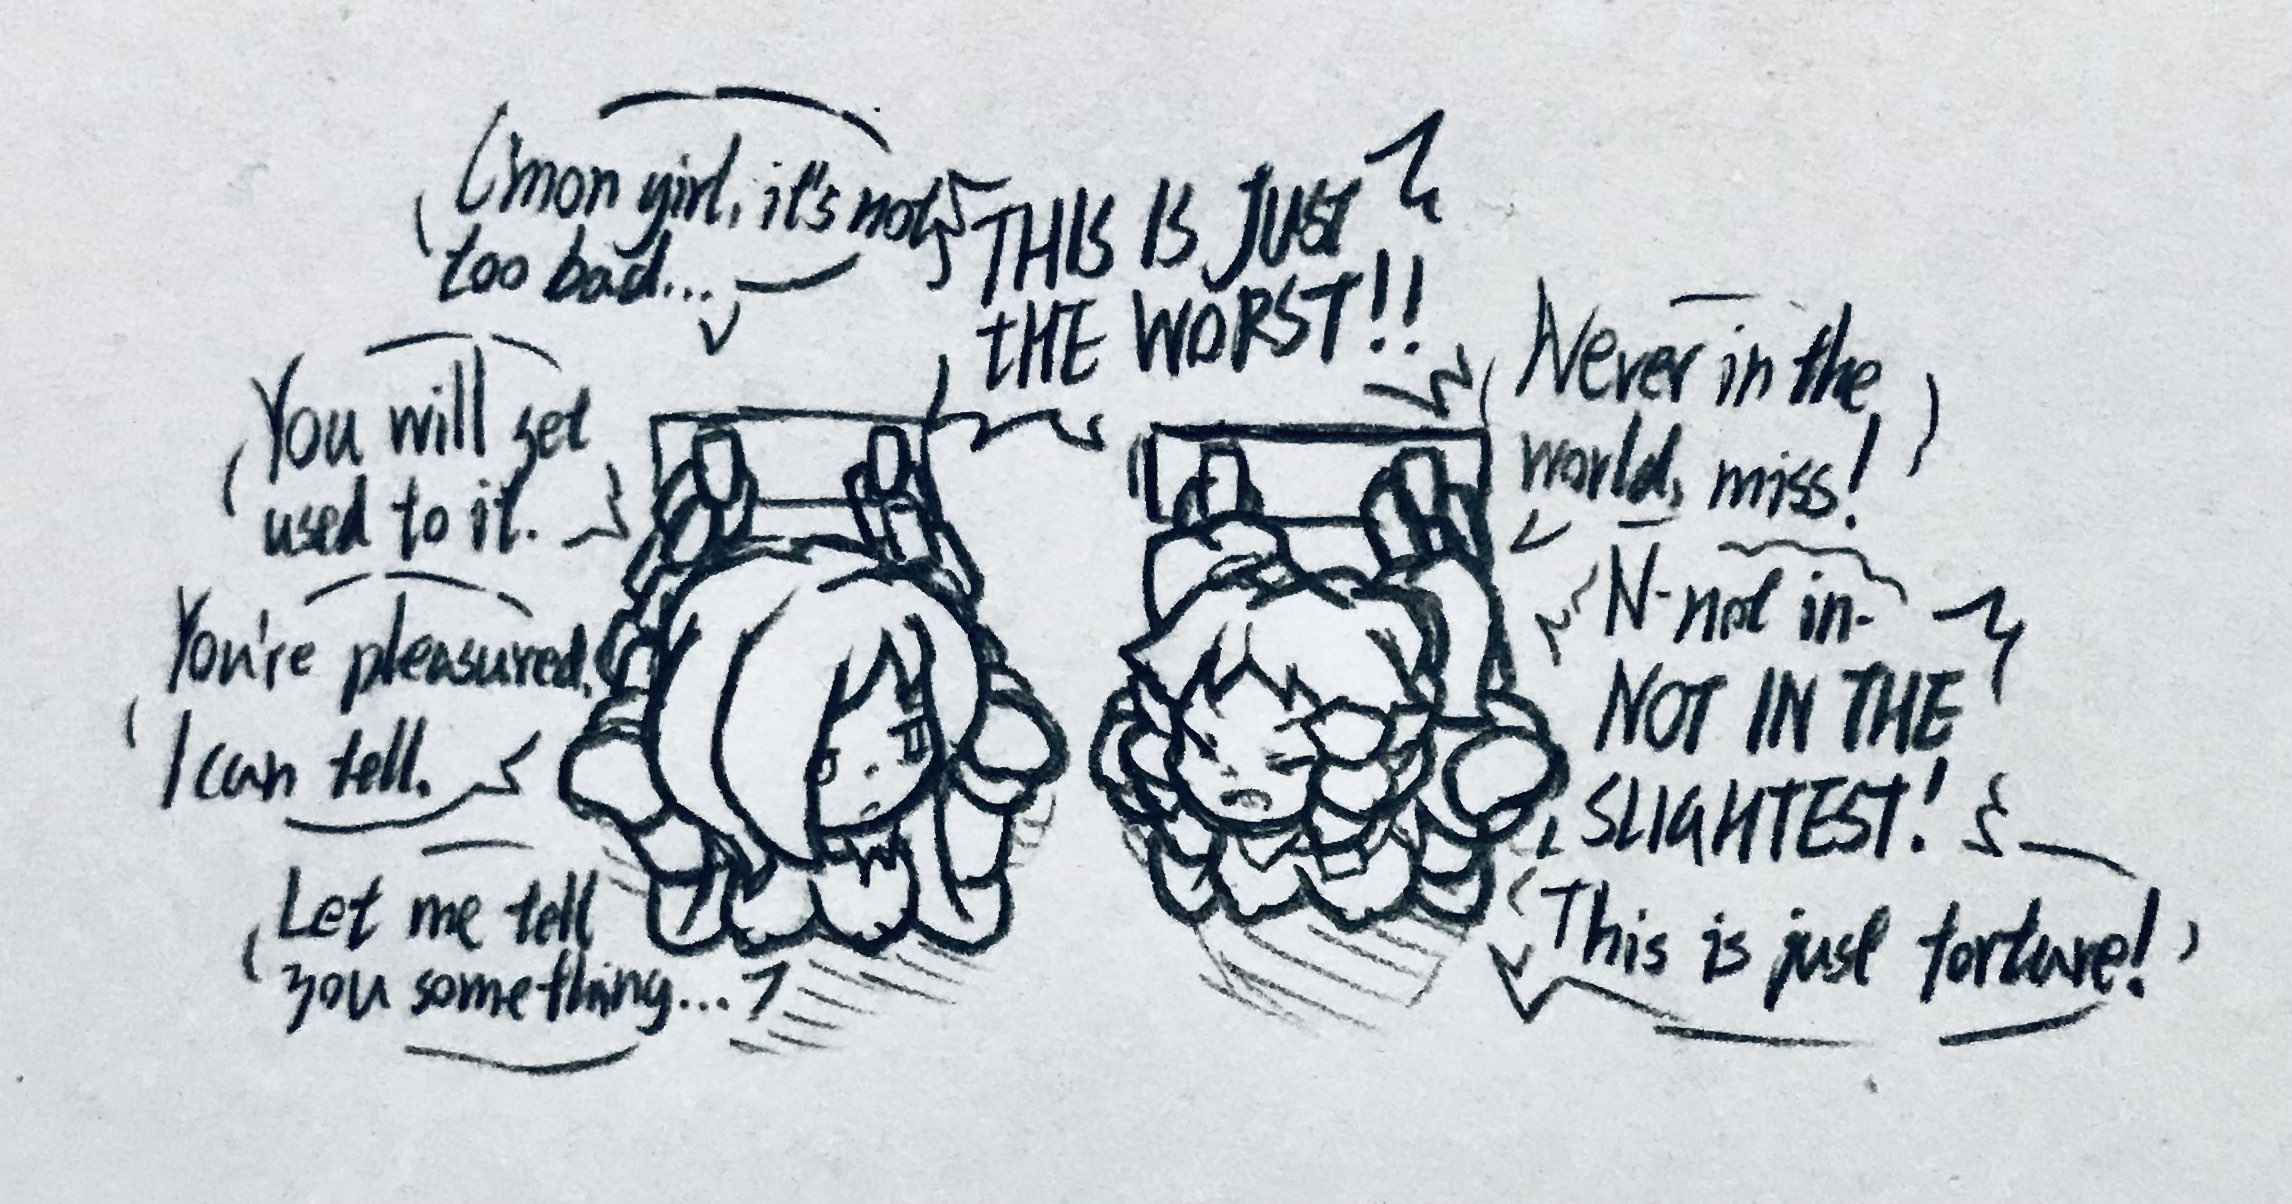 C'mon girl, it's not
too bad...
THIS IS JUST
THE WORST!!
You will get
used to it.
Never in the
world, miss!
You're pleasured,
I can tell.
N-not in-
NOT IN THE
SLIGHTEST!
Let me tell
you something...
This is just torture!